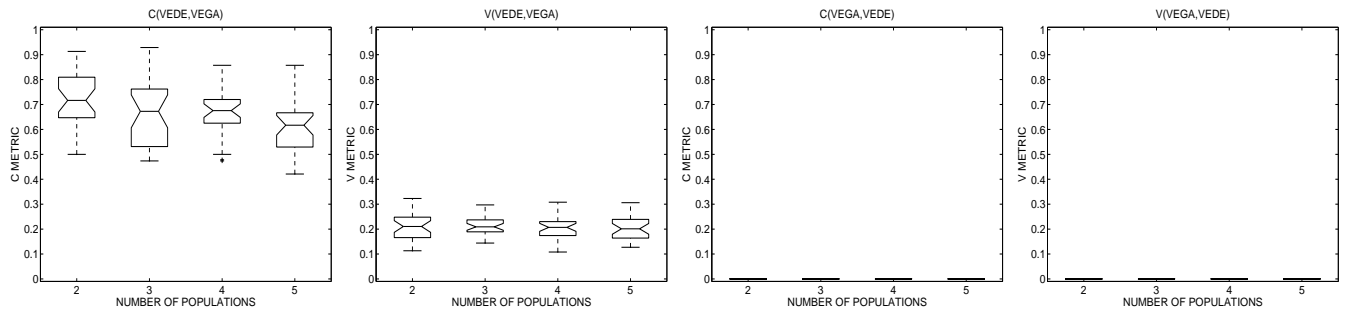 C(VEDE,VEGA)
C METRIC
1
0.9
0.8
0.7
0.6
0.5
0.4
0.3
0.2
0.1
0
2 3 4 5
NUMBER OF POPULATIONS
V(VEDE,VEGA)
V METRIC
1
0.9
0.8
0.7
0.6
0.5
0.4
0.3
0.2
0.1
0
2 3 4 5
NUMBER OF POPULATIONS
C(VEGA,VEDE)
C METRIC
1
0.9
0.8
0.7
0.6
0.5
0.4
0.3
0.2
0.1
0
2 3 4 5
NUMBER OF POPULATIONS
V(VEGA,VEDE)
V METRIC
1
0.9
0.8
0.7
0.6
0.5
0.4
0.3
0.2
0.1
0
2 3 4 5
NUMBER OF POPULATIONS